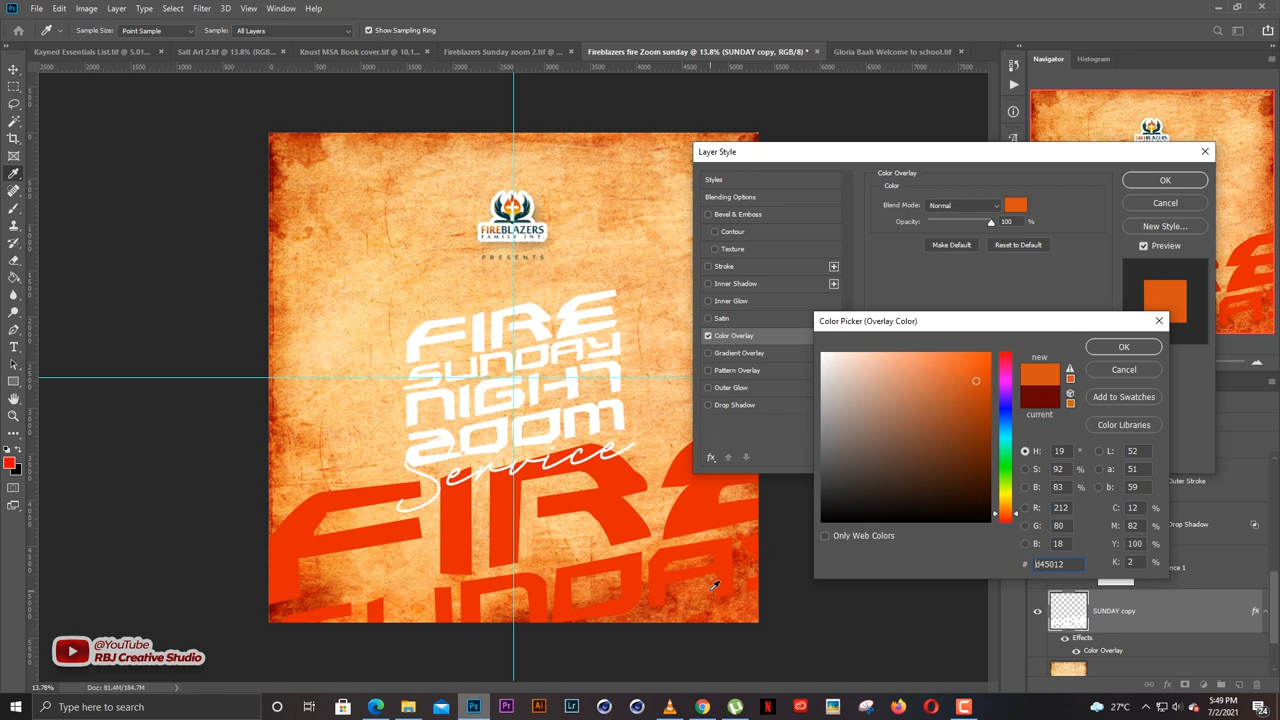 File Edit Image Layer Type Select Filter 3D View Window Help
Sample Size: Point Sample Sample: All Layers Show Sampling Ring
Kayned Essentials List.tif @ 5.01... × Salt Art 2.tif @ 13.8% (RGB... × Knust MSA Book cover.tif @ 10.1... × Fireblazers Sunday zoom 2.tif @ ... × Fireblazers fire Zoom sunday @ 13.8% (SUNDAY copy, RGB/8) * × Gloria Baah Welcome to school.tif ×
Navigator Histogram
FIREBLAZERS
FAMILY INT.
PRESENTS
FIRE
SUNDAY
NIGHT
ZOOM
Service
FIRE
SUNDAY
Layer Style
Styles
Blending Options
Bevel & Emboss
Contour
Texture
Stroke
Inner Shadow
Inner Glow
Satin
Color Overlay
Gradient Overlay
Pattern Overlay
Outer Glow
Drop Shadow
fx
Color Overlay
Color
Blend Mode: Normal
Opacity: 100 %
Make Default Reset to Default
OK
Cancel
New Style...
Preview
Color Picker (Overlay Color)
new
current
OK
Cancel
Add to Swatches
Color Libraries
H: 19 ° L: 52
S: 92 % a: 51
B: 83 % b: 59
R: 212 C: 12 %
G: 80 M: 82 %
B: 18 Y: 100 %
# d45012 K: 2 %
Only Web Colors
Outer Stroke
Drop Shadow
SUNDAY copy fx
Effects
Color Overlay
@YouTube
RBJ Creative Studio
13.78% Doc: 81.4M/184.7M
Type here to search
27°C
5:49 PM
7/2/2021
24